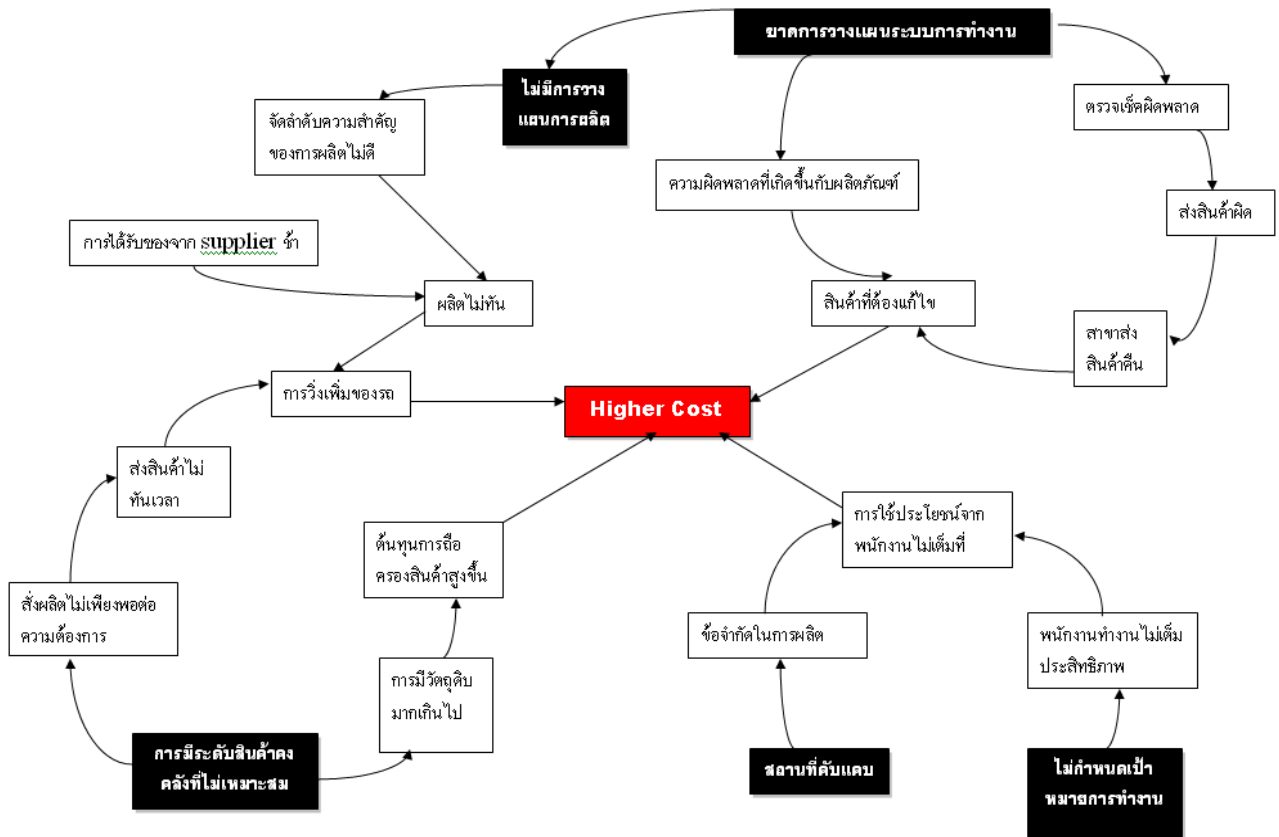 ขาดการวางแผนระบบการทำงาน
ไม่มีการวาง
แผนการผลิต
จัดลำดับความสำคัญ
ของการผลิตไม่ดี
ตรวจเช็คผิดพลาด
ความผิดพลาดที่เกิดขึ้นกับผลิตภัณฑ์
ส่งสินค้าผิด
การได้รับของจาก supplier ช้า
ผลิตไม่ทัน
สินค้าที่ต้องแก้ไข
สาขาส่ง
สินค้าคืน
การวิ่งเพิ่มของรถ
Higher Cost
ส่งสินค้าไม่
ทันเวลา
ต้นทุนการถือ
ครองสินค้าสูงขึ้น
การใช้ประโยชน์จาก
พนักงานไม่เต็มที่
สั่งผลิตไม่เพียงพอต่อ
ความต้องการ
ข้อจำกัดในการผลิต
พนักงานทำงานไม่เต็ม
ประสิทธิภาพ
การมีวัตถุดิบ
มากเกินไป
การมีระดับสินค้าคง
คลังที่ไม่เหมาะสม
สถานที่คับแคบ
ไม่กำหนดเป้า
หมายการทำงาน